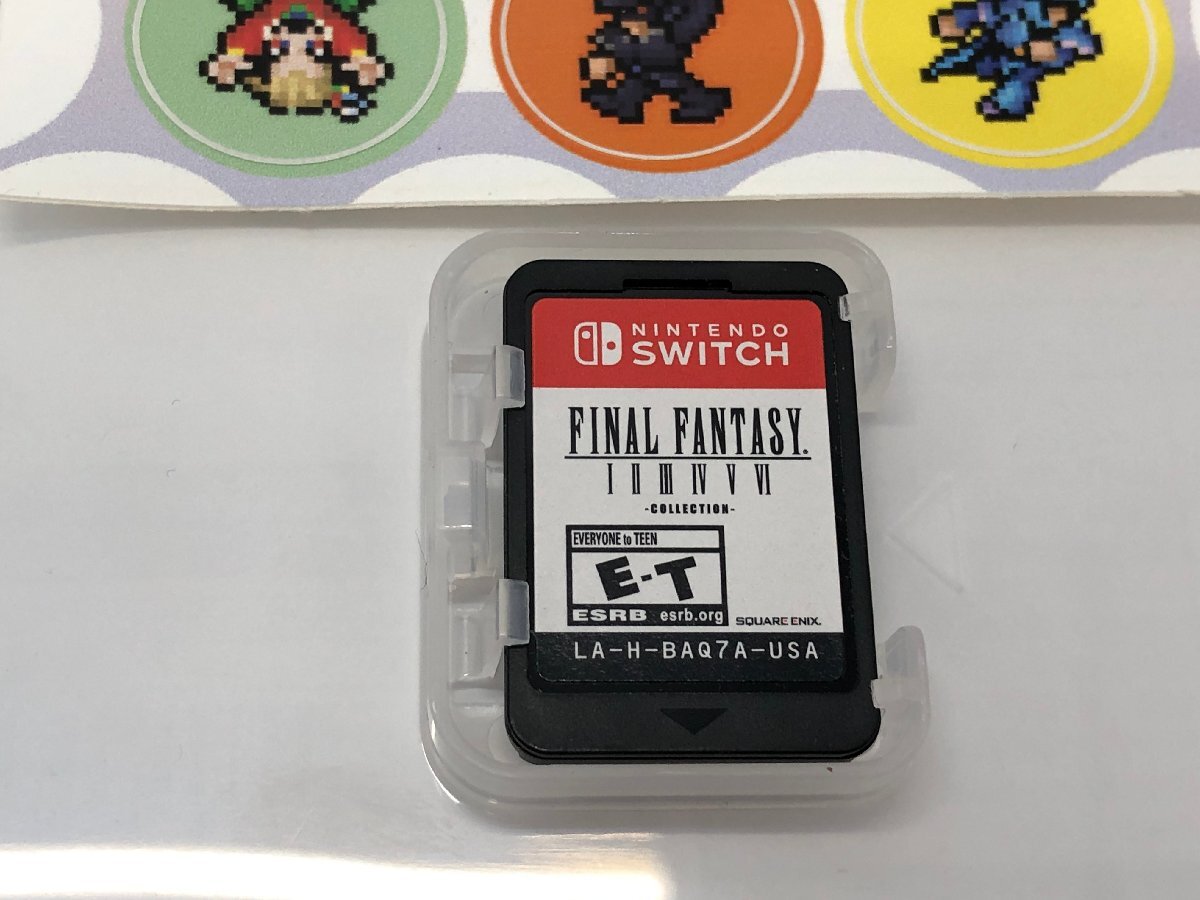 NINTENDO
SWITCH
FINAL FANTASY®
I II III IV V VI
-COLLECTION-
EVERYONE to TEEN
E-T
ESRB esrb.org
SQUARE ENIX.
LA-H-BAQ7A-USA